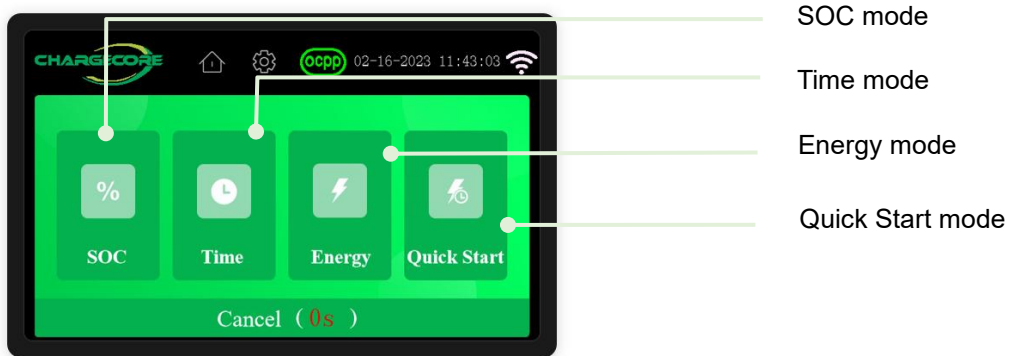 SOC mode
CHARGECORE
ocpp 02-16-2023 11:43:03
Time mode
Energy mode
%
Quick Start mode
SOC Time Energy Quick Start
Cancel ( 0s )